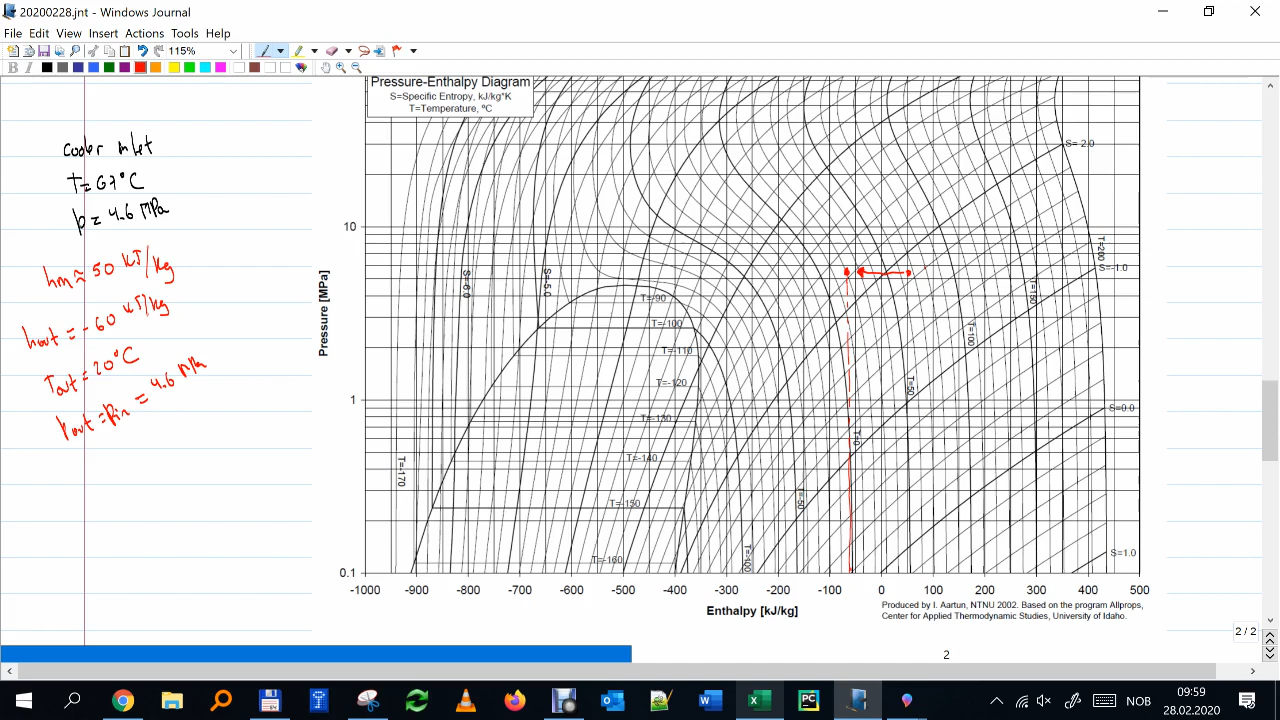 20200228.jnt - Windows Journal
File Edit View Insert Actions Tools Help
115%
B I
Pressure-Enthalpy Diagram
S=Specific Entropy, kJ/kg*K
T=Temperature, ºC
cooler inlet
T= 67°C
p= 4.6 MPa
hin ≈ 50 kJ/kg
hout = -60 kJ/kg
Tout = 20°C
pout = pin = 4.6 MPa
Pressure [MPa]
10
1
0.1
S=-2.0
T=200
S=-1.0
T=150
T=100
T=50
T=0
T=-50
T=-100
S=0.0
S=1.0
S=-6.0
S=-5.0
T=-90
T=-100
T=-110
T=-120
T=-130
T=-140
T=-150
T=-160
T=-170
-1000 -900 -800 -700 -600 -500 -400 -300 -200 -100 0 100 200 300 400 500
Enthalpy [kJ/kg]
Produced by I. Aartun, NTNU 2002. Based on the program Allprops,
Center for Applied Thermodynamic Studies, University of Idaho.
2 / 2
2
NOB
09:59
28.02.2020